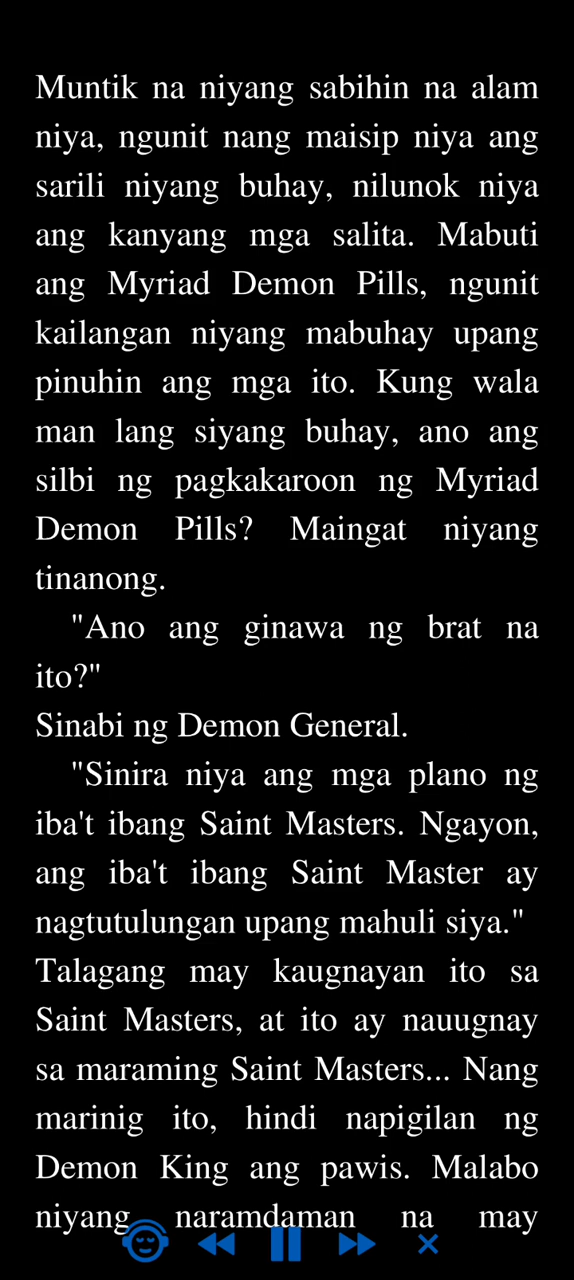 Muntik na niyang sabihin na alam
niya, ngunit nang maisip niya ang
sarili niyang buhay, nilunok niya
ang kanyang mga salita. Mabuti
ang Myriad Demon Pills, ngunit
kailangan niyang mabuhay upang
pinuhin ang mga ito. Kung wala
man lang siyang buhay, ano ang
silbi ng pagkakaroon ng Myriad
Demon Pills? Maingat niyang
tinanong.
"Ano ang ginawa ng brat na
ito?"
Sinabi ng Demon General.
"Sinira niya ang mga plano ng
iba't ibang Saint Masters. Ngayon,
ang iba't ibang Saint Master ay
nagtutulungan upang mahuli siya."
Talagang may kaugnayan ito sa
Saint Masters, at ito ay nauugnay
sa maraming Saint Masters... Nang
marinig ito, hindi napigilan ng
Demon King ang pawis. Malabo
niyang naramdaman na may